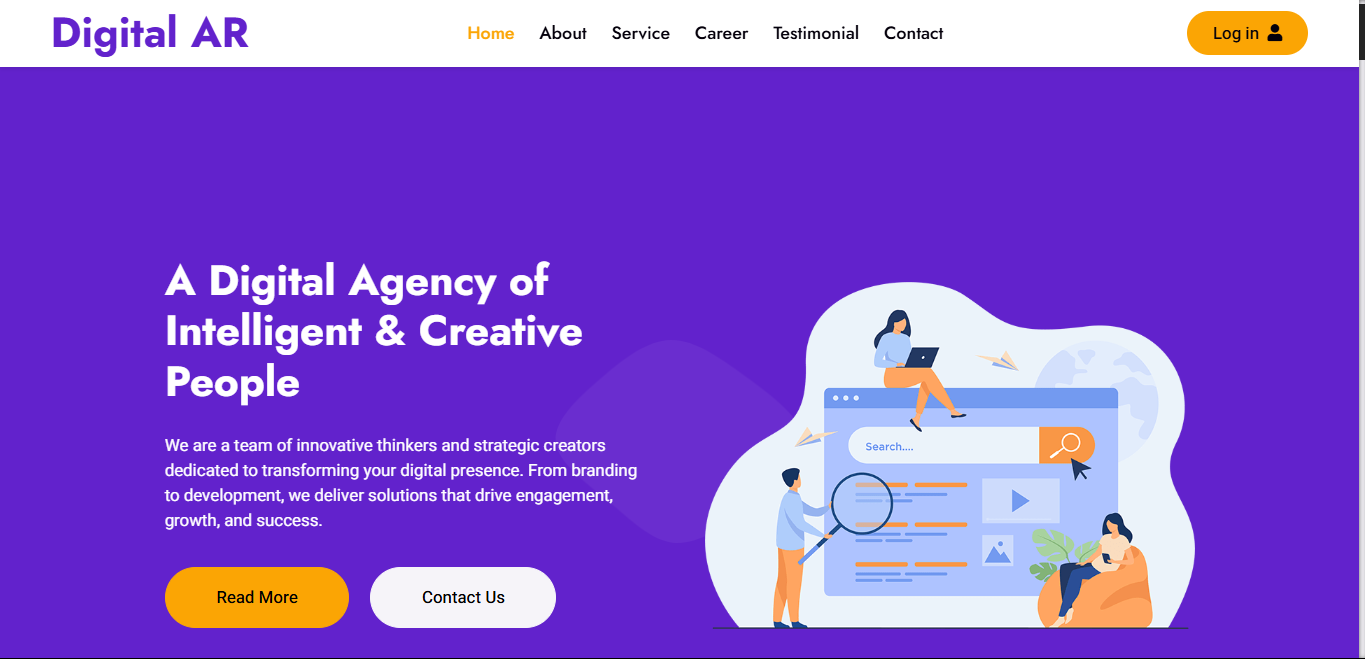 Digital AR
Home About Service Career Testimonial Contact
Log in
A Digital Agency of
Intelligent & Creative
People
We are a team of innovative thinkers and strategic creators
dedicated to transforming your digital presence. From branding
to development, we deliver solutions that drive engagement,
growth, and success.
Read More
Contact Us
Search....